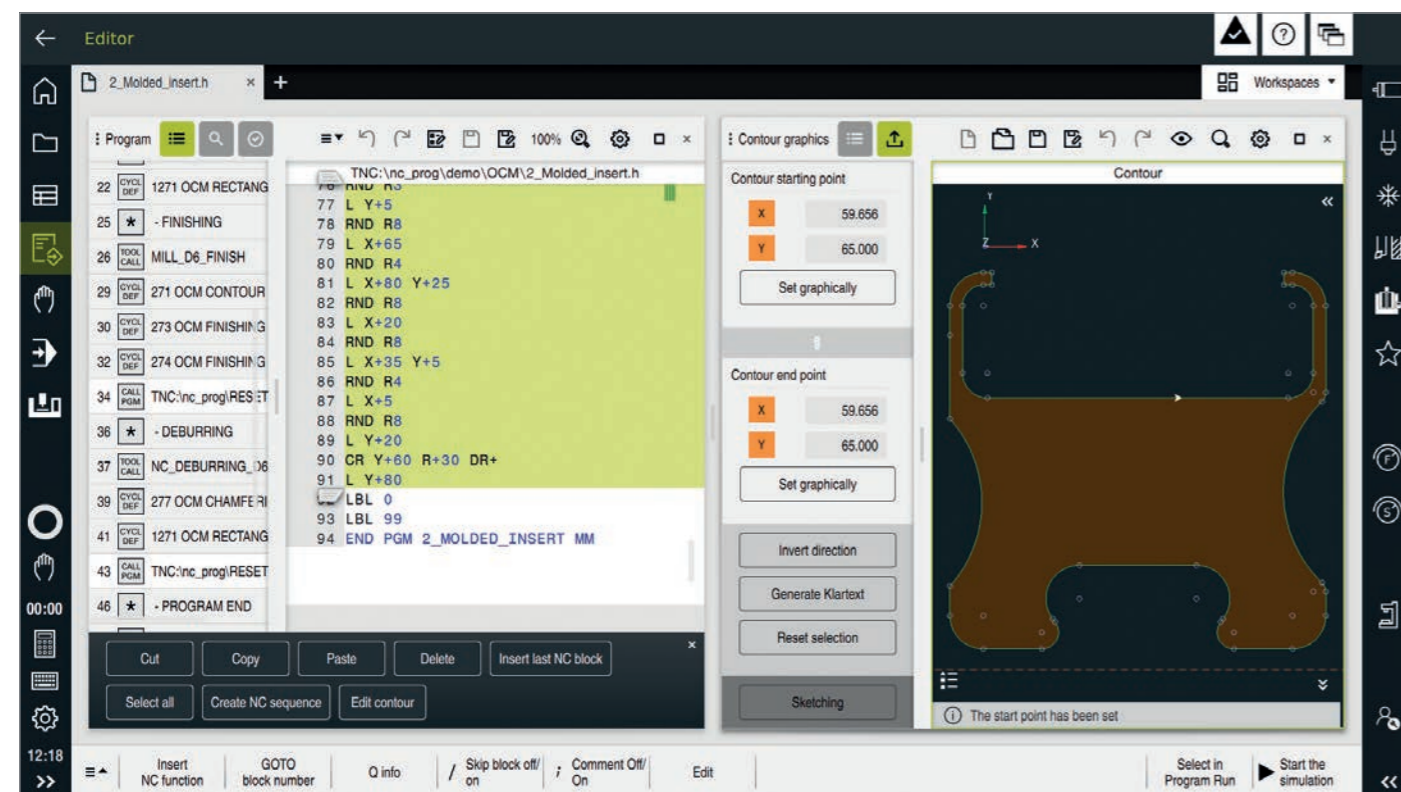 Editor
2_Molded_insert.h × +
Workspaces
Program
100%
×
TNC:\nc_prog\demo\OCM\2_Molded_insert.h
22 CYCL DEF 1271 OCM RECTANG
25 * - FINISHING
26 TOOL CALL MILL_D6_FINISH
29 CYCL DEF 271 OCM CONTOUR
30 CYCL DEF 273 OCM FINISHING
32 CYCL DEF 274 OCM FINISHING
34 CALL PGM TNC:\nc_prog\RESET
36 * - DEBURRING
37 TOOL CALL NC_DEBURRING_D6
39 CYCL DEF 277 OCM CHAMFERI
41 CYCL DEF 1271 OCM RECTANG
43 CALL PGM TNC:\nc_prog\RESET
46 * - PROGRAM END
76 RND R3
77 L Y+5
78 RND R8
79 L X+65
80 RND R4
81 L X+80 Y+25
82 RND R8
83 L X+20
84 RND R8
85 L X+35 Y+5
86 RND R4
87 L X+5
88 RND R8
89 L Y+20
90 CR Y+60 R+30 DR+
91 L Y+80
LBL 0
93 LBL 99
94 END PGM 2_MOLDED_INSERT MM
Cut
Copy
Paste
Delete
Insert last NC block
×
Select all
Create NC sequence
Edit contour
Contour graphics
×
Contour starting point
X 59.656
Y 65.000
Set graphically
Contour end point
X 59.656
Y 65.000
Set graphically
Invert direction
Generate Klartext
Reset selection
Sketching
Contour
Y
Z X
The start point has been set
F
S
00:00
12:18
Insert
NC function
GOTO
block number
Q info
/ Skip block off/
on
; Comment Off/
On
Edit
Select in
Program Run
Start the
simulation